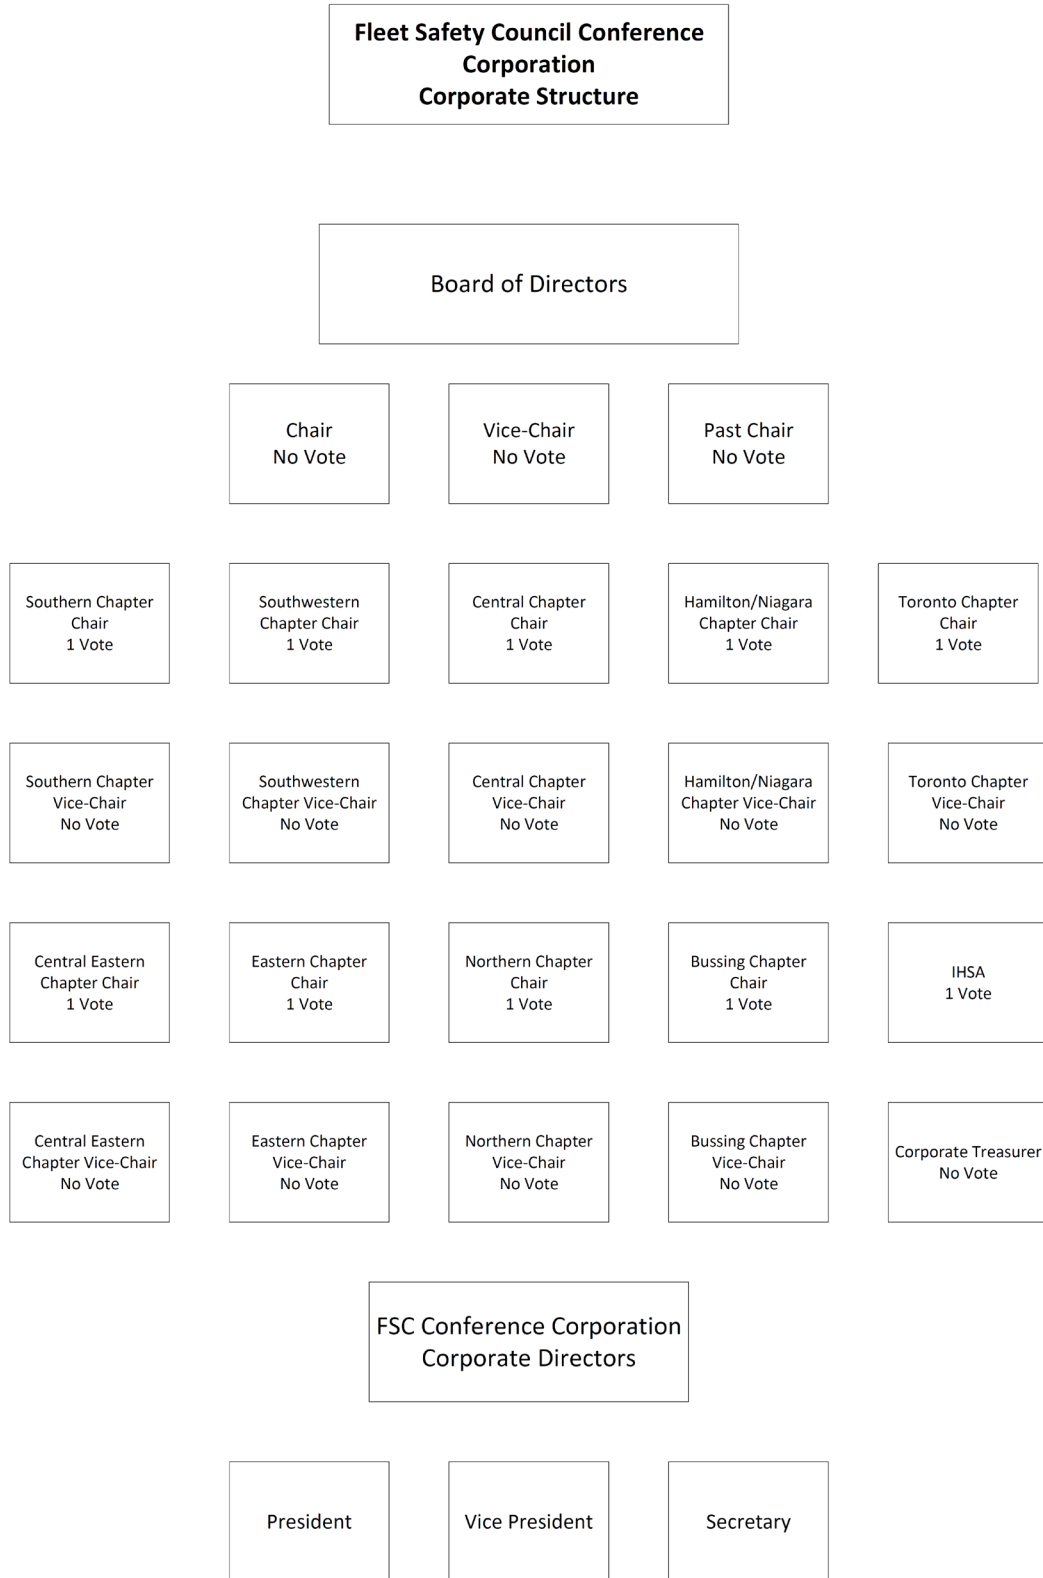 Fleet Safety Council Conference
Corporation
Corporate Structure
Board of Directors
Chair
No Vote
Vice-Chair
No Vote
Past Chair
No Vote
Southern Chapter
Chair
1 Vote
Southwestern
Chapter Chair
1 Vote
Central Chapter
Chair
1 Vote
Hamilton/Niagara
Chapter Chair
1 Vote
Toronto Chapter
Chair
1 Vote
Southern Chapter
Vice-Chair
No Vote
Southwestern
Chapter Vice-Chair
No Vote
Central Chapter
Vice-Chair
No Vote
Hamilton/Niagara
Chapter Vice-Chair
No Vote
Toronto Chapter
Vice-Chair
No Vote
Central Eastern
Chapter Chair
1 Vote
Eastern Chapter
Chair
1 Vote
Northern Chapter
Chair
1 Vote
Bussing Chapter
Chair
1 Vote
IHSA
1 Vote
Central Eastern
Chapter Vice-Chair
No Vote
Eastern Chapter
Vice-Chair
No Vote
Northern Chapter
Vice-Chair
No Vote
Bussing Chapter
Vice-Chair
No Vote
Corporate Treasurer
No Vote
FSC Conference Corporation
Corporate Directors
President
Vice President
Secretary